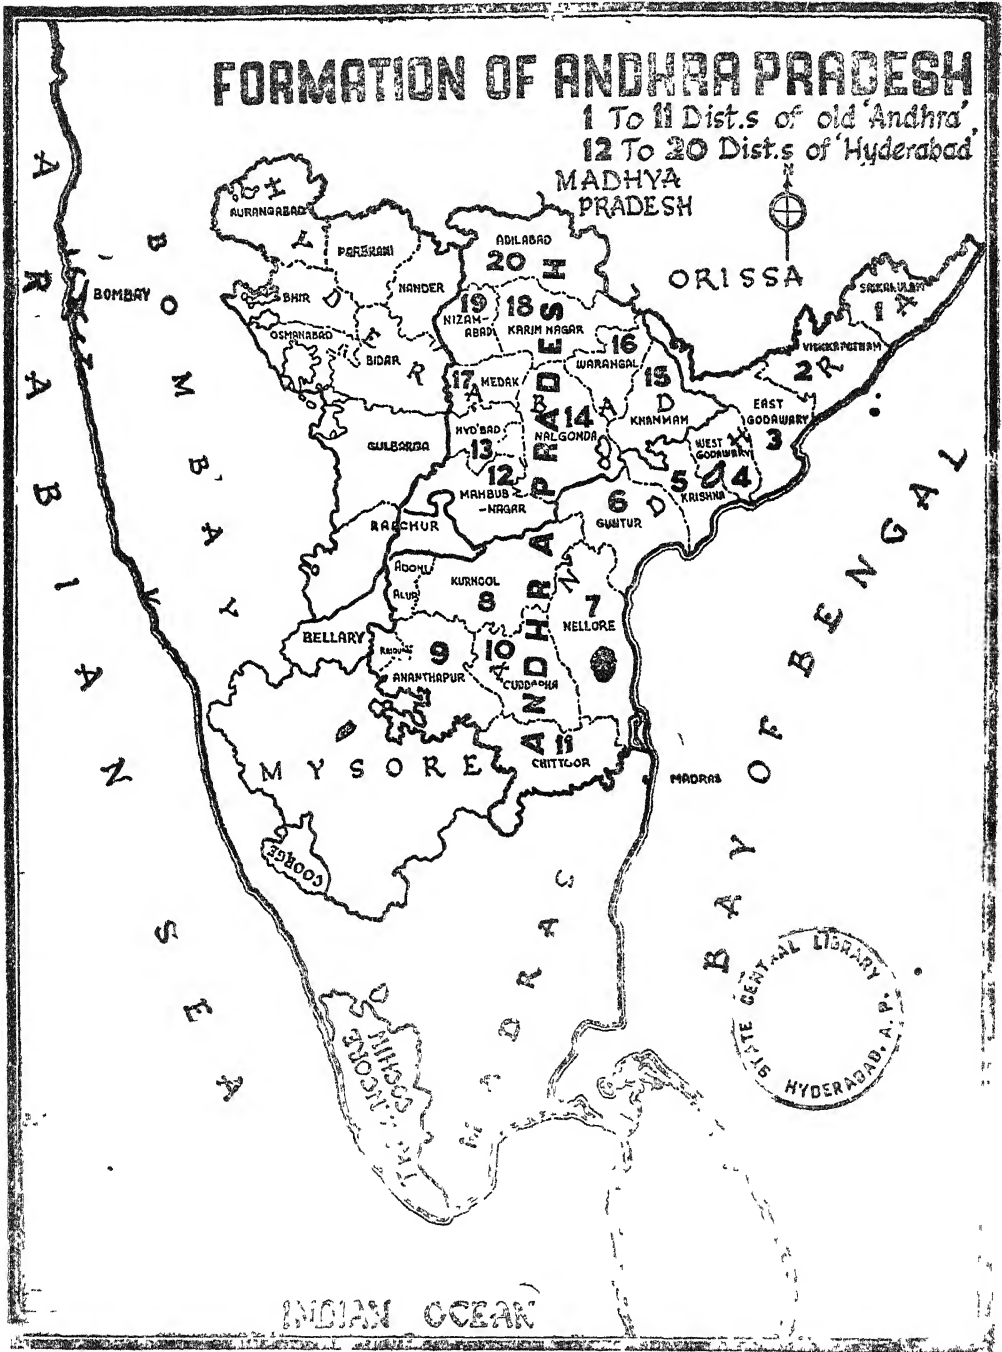 FORMATION OF ANDHRA PRADESH
1 To 11 Dist.s of old 'Andhra',
12 To 20 Dist.s of 'Hyderabad'
MADHYA
PRADESH
N
ORISSA
ARABIAN SEA
BOMBAY
BOMBAY
HYDERABAD
AURANGABAD
PARBHANI
NANDER
BHIR
OSMANABAD
BIDAR
GULBARGA
RAICHUR
ADILABAD
20
19
NIZAM-
ABAD
18
KARIM NAGAR
16
WARANGAL
17
MEDAK
15
KHAMMAM
14
NALGONDA
HYD'BAD
13
12
MAHBUB
-NAGAR
ANDHRA PRADESH
ANDHRA
SRIKAKULAM
1
VISAKHAPATNAM
2
EAST
GODAWARY
3
WEST
GODAWARY
4
5
KRISHNA
6
GUNTUR
7
NELLORE
ADONI
ALUR
KURNOOL
8
BELLARY
9
ANANTHAPUR
10
CUDDAPHA
11
CHITTOOR
MYSORE
COORGE
MADRAS
MADRAS
COCHIN
BAY OF BENGAL
STATE CENTRAL LIBRARY
HYDERABAD, A. P.
INDIAN OCEAN